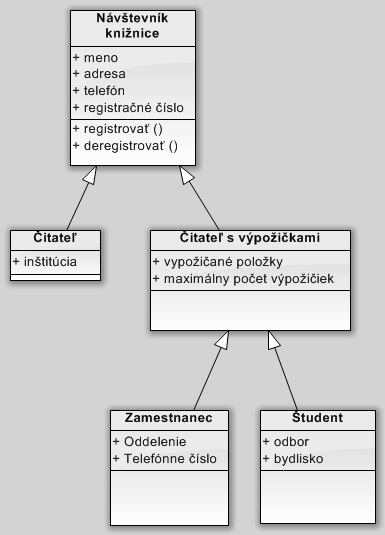 Návštevník
knižnice
+ meno
+ adresa
+ telefón
+ registračné číslo
+ registrovať ()
+ deregistrovať ()
Čitateľ
+ inštitúcia
Čitateľ s výpožičkami
+ vypožičané položky
+ maximálny počet výpožičiek
Zamestnanec
+ Oddelenie
+ Telefónne číslo
Študent
+ odbor
+ bydlisko